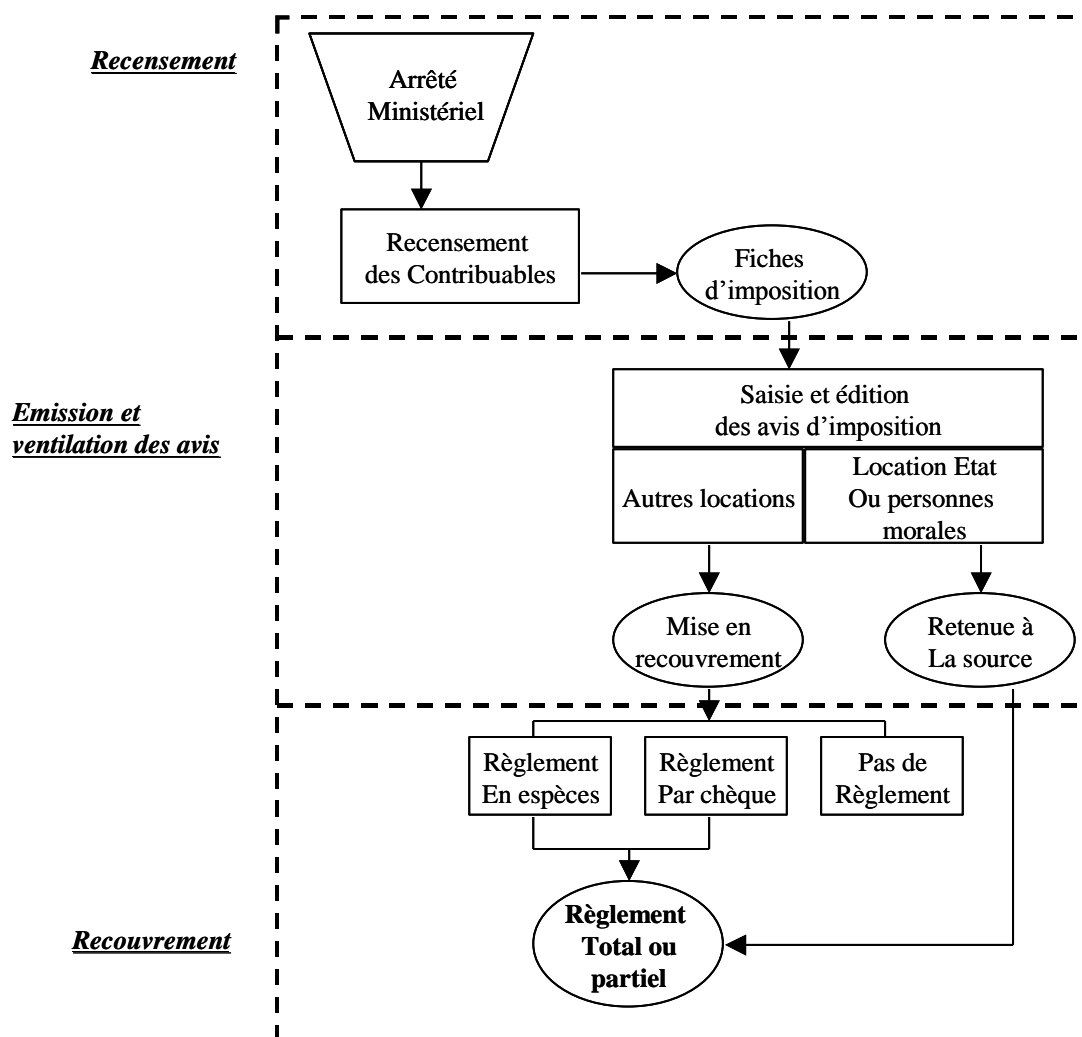 Recensement
Arrêté
Ministériel
Recensement
des Contribuables
Fiches
d’imposition
Emission et
ventilation des avis
Saisie et édition
des avis d’imposition
Autres locations
Location Etat
Ou personnes
morales
Mise en
recouvrement
Retenue à
La source
Règlement
En espèces
Règlement
Par chèque
Pas de
Règlement
Recouvrement
Règlement
Total ou
partiel